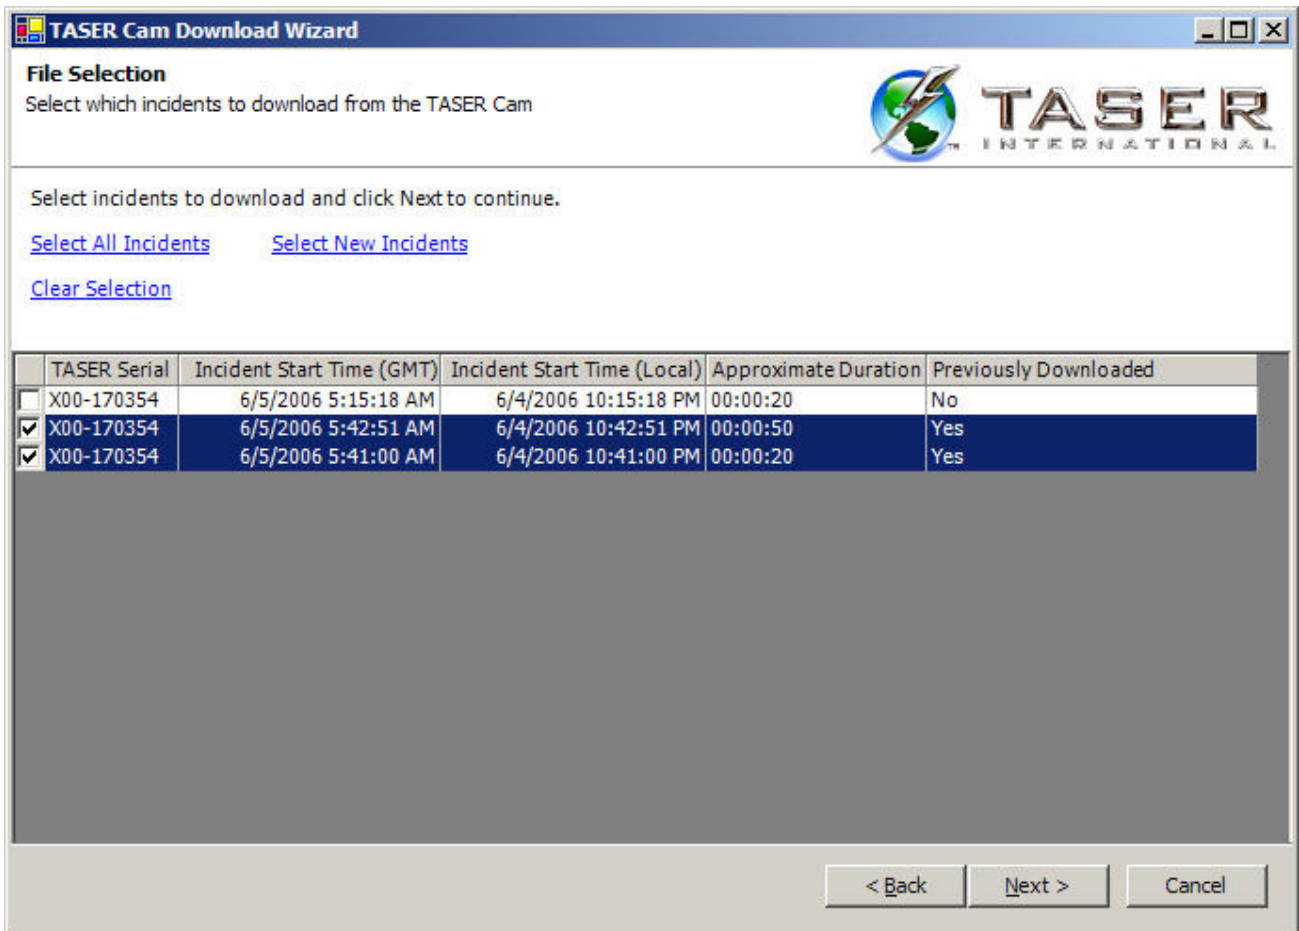 TASER Cam Download Wizard
File Selection
Select which incidents to download from the TASER Cam
TASER
INTERNATIONAL
TM
Select incidents to download and click Next to continue.
Select All Incidents Select New Incidents
Clear Selection
TASER Serial Incident Start Time (GMT) Incident Start Time (Local) Approximate Duration Previously Downloaded
X00-170354 6/5/2006 5:15:18 AM 6/4/2006 10:15:18 PM 00:00:20 No
X00-170354 6/5/2006 5:42:51 AM 6/4/2006 10:42:51 PM 00:00:50 Yes
X00-170354 6/5/2006 5:41:00 AM 6/4/2006 10:41:00 PM 00:00:20 Yes
< Back Next > Cancel